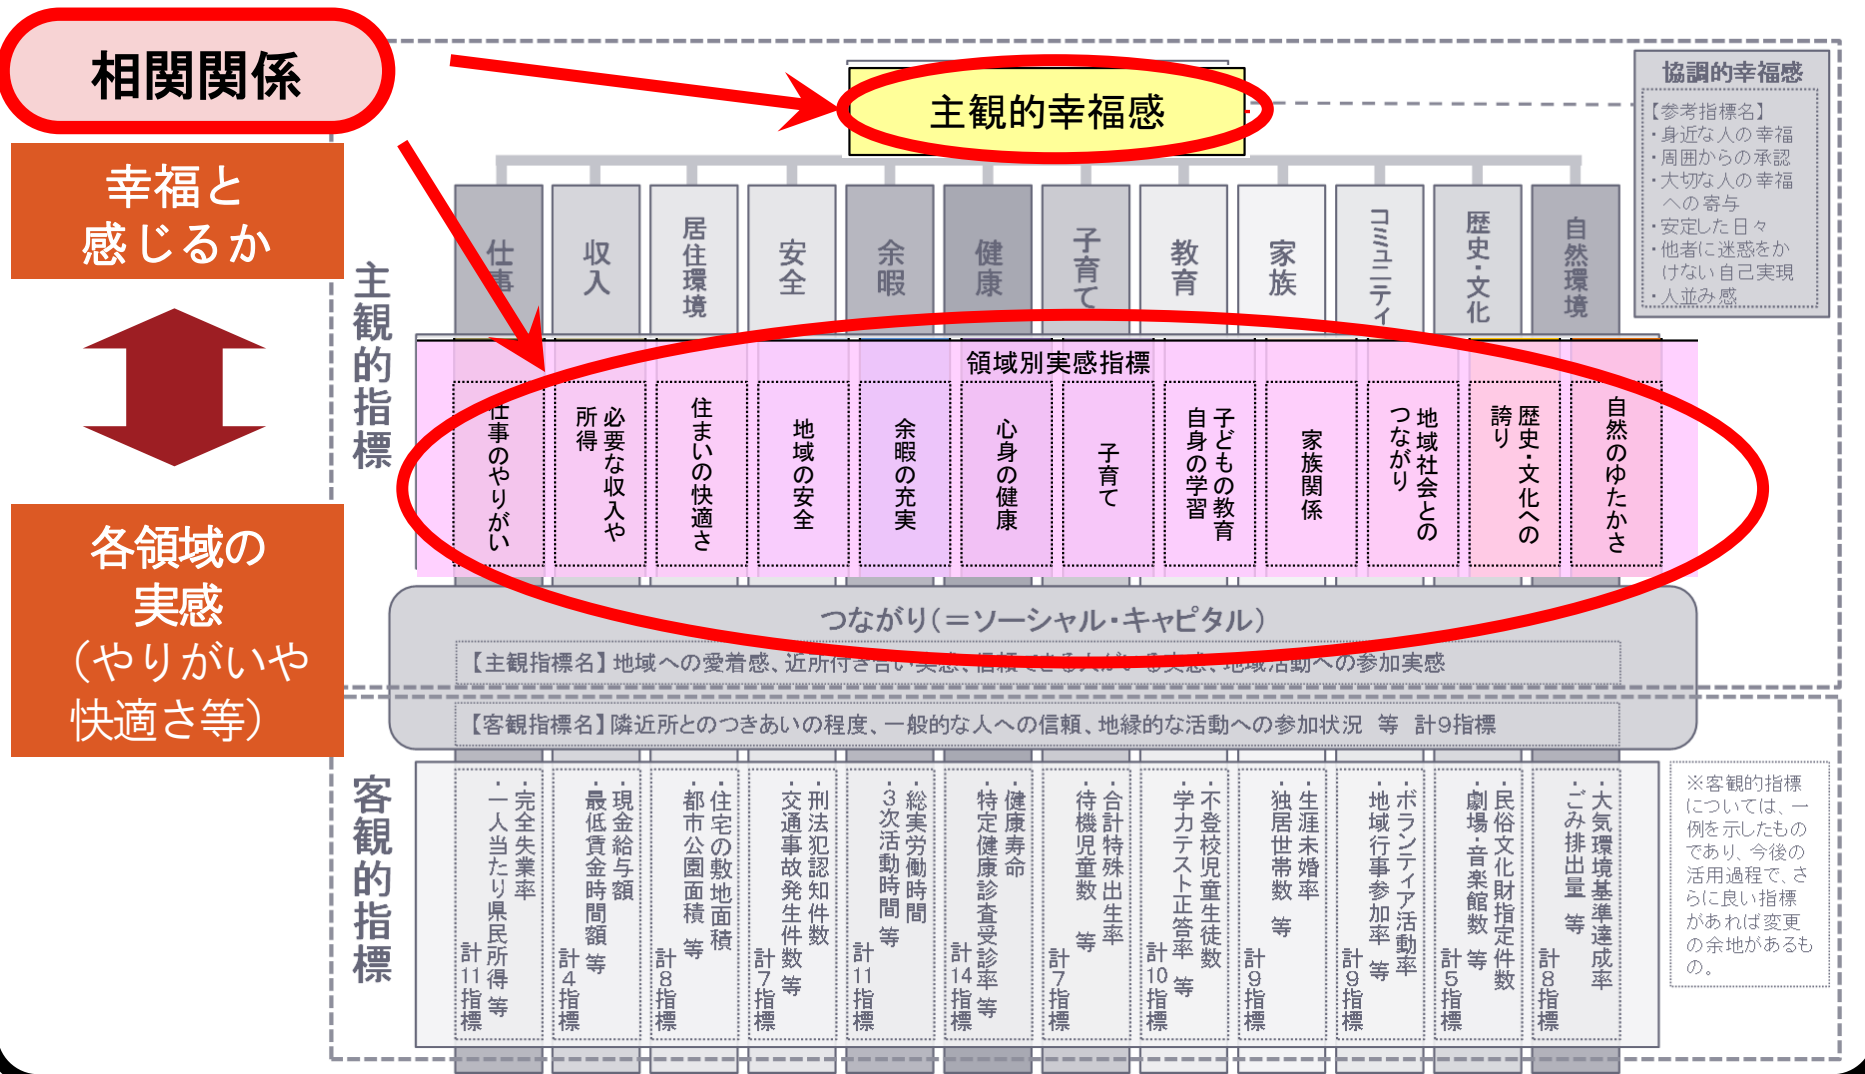 相関関係
幸福と
感じるか
各領域の
実感
（やりがいや
快適さ等）
主観的幸福感
協調的幸福感
【参考指標名】
・身近な人の幸福
・周囲からの承認
・大切な人の幸福
への寄与
・安定した日々
・他者に迷惑をか
けない自己実現
・人並み感
主観的指標
仕事
収入
居住環境
安全
余暇
健康
子育て
教育
家族
コミュニティ
歴史・文化
自然環境
領域別実感指標
仕事のやりがい
必要な収入や
所得
住まいの快適さ
地域の安全
余暇の充実
心身の健康
子育て
子どもの教育
自身の学習
家族関係
地域社会との
つながり
歴史・文化への
誇り
自然のゆたかさ
つながり（＝ソーシャル・キャピタル）
【主観指標名】地域への愛着感、近所付き合い実感、信頼できる人がいる実感、地域活動への参加実感
【客観指標名】隣近所とのつきあいの程度、一般的な人への信頼、地縁的な活動への参加状況　等　計9指標
客観的指標
・完全失業率
・一人当たり県民所得 等
計11指標
・現金給与額
・最低賃金時間額 等
計4指標
・住宅の敷地面積
・都市公園面積 等
計8指標
・刑法犯認知件数
・交通事故発生件数 等
計7指標
・総実労働時間
・3次活動時間 等
計11指標
・健康寿命
・特定健康診査受診率 等
計14指標
・合計特殊出生率
・待機児童数 等
計7指標
・不登校児童生徒数
・学力テスト正答率 等
計10指標
・生涯未婚率
・独居世帯数 等
計9指標
・ボランティア活動率
・地域行事参加率 等
計9指標
・民俗文化財指定件数
・劇場・音楽館数 等
計5指標
・大気環境基準達成率
・ごみ排出量 等
計8指標
※客観的指標
については、一
例を示したもの
であり、今後の
活用過程で、さ
らに良い指標
があれば変更
の余地があるも
の。